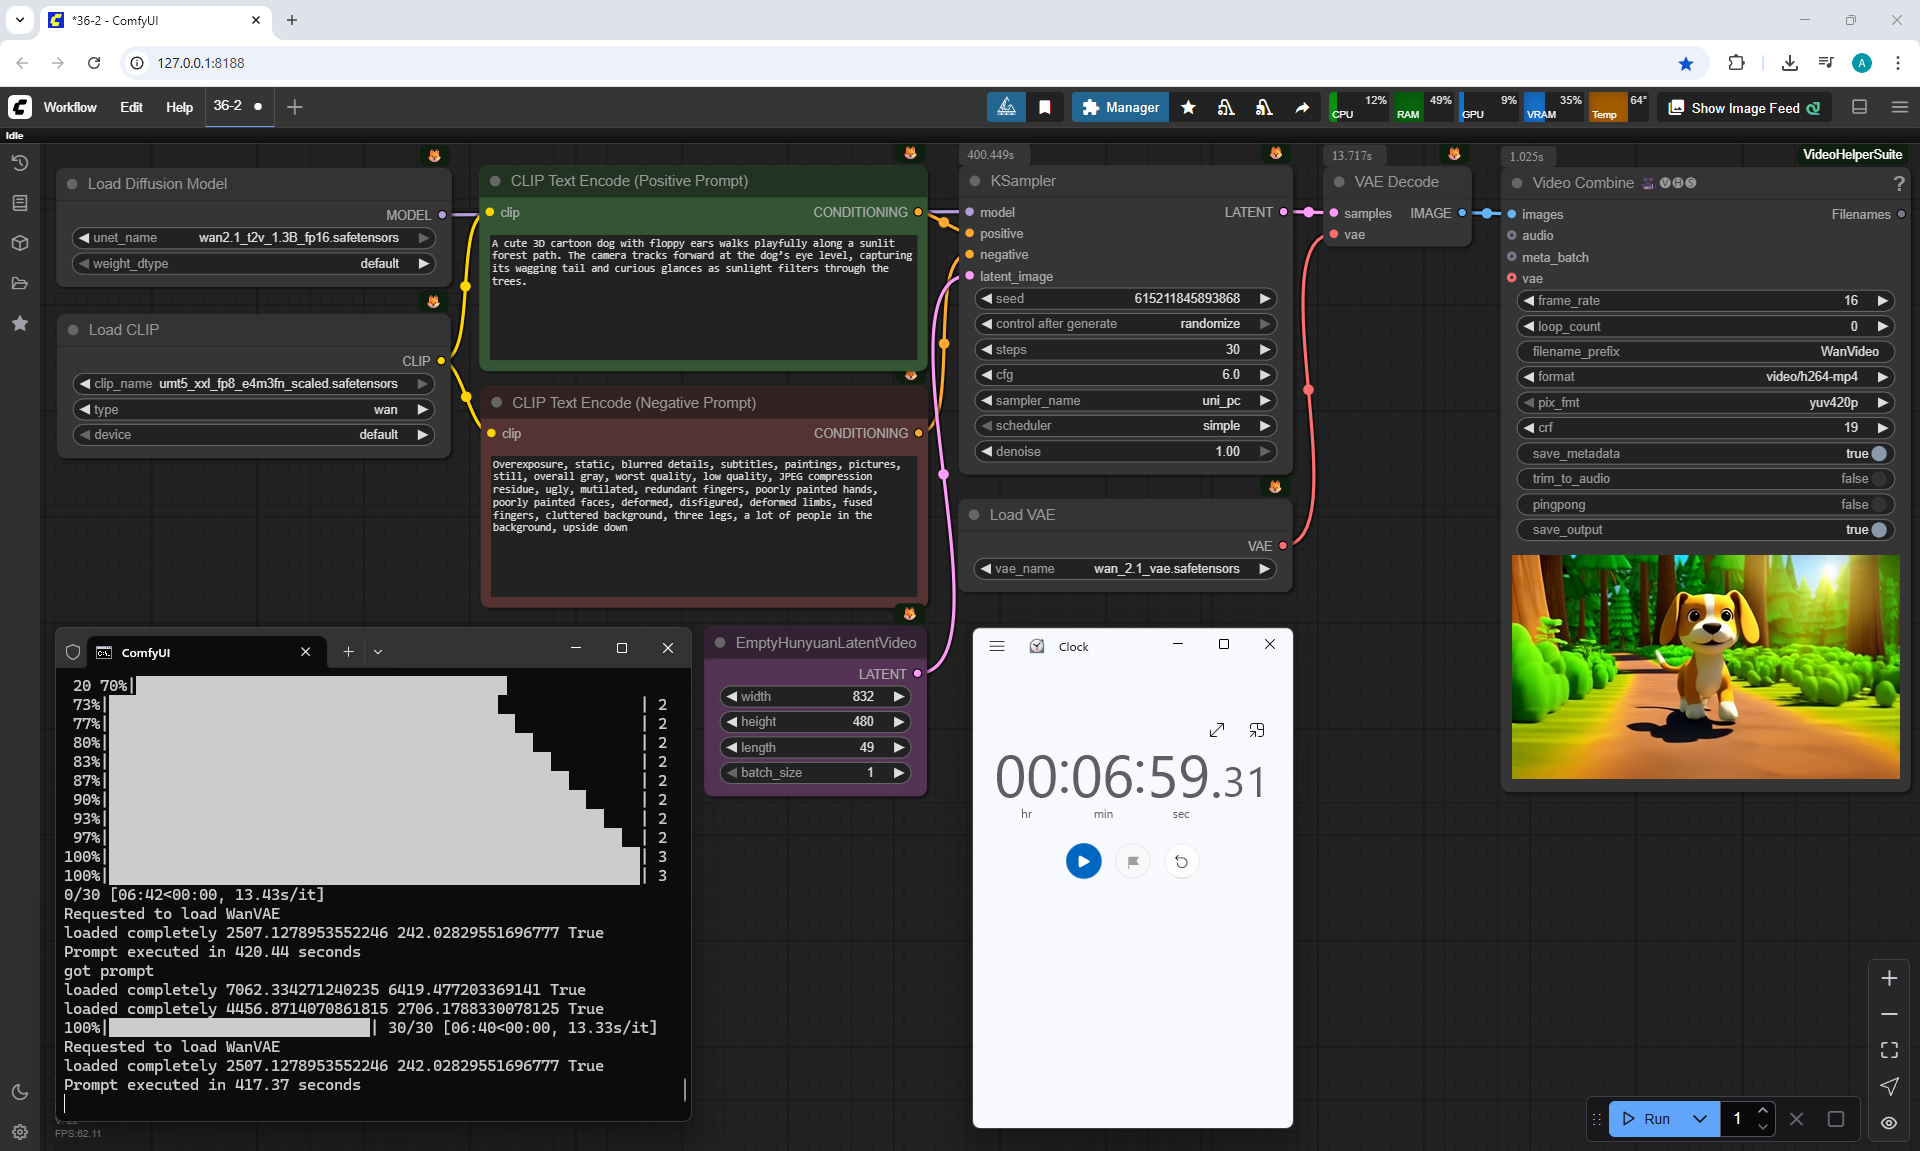 *36-2 - ComfyUI
127.0.0.1:8188
A
Workflow
Edit
Help
36-2
Manager
CPU 12%
RAM 49%
GPU 9%
VRAM 35%
Temp 64°
Show Image Feed
Idle
Load Diffusion Model
MODEL
unet_name wan2.1_t2v_1.3B_fp16.safetensors
weight_dtype default
Load CLIP
CLIP
clip_name umt5_xxl_fp8_e4m3fn_scaled.safetensors
type wan
device default
CLIP Text Encode (Positive Prompt)
clip CONDITIONING
A cute 3D cartoon dog with floppy ears walks playfully along a sunlit
forest path. The camera tracks forward at the dog's eye level, capturing
its wagging tail and curious glances as sunlight filters through the
trees.
CLIP Text Encode (Negative Prompt)
clip CONDITIONING
Overexposure, static, blurred details, subtitles, paintings, pictures,
still, overall gray, worst quality, low quality, JPEG compression
residue, ugly, mutilated, redundant fingers, poorly painted hands,
poorly painted faces, deformed, disfigured, deformed limbs, fused
fingers, cluttered background, three legs, a lot of people in the
background, upside down
400.449s
KSampler
model LATENT
positive
negative
latent_image
seed 615211845893868
control after generate randomize
steps 30
cfg 6.0
sampler_name uni_pc
scheduler simple
denoise 1.00
Load VAE
VAE
vae_name wan_2.1_vae.safetensors
13.717s
VAE Decode
samples IMAGE
vae
1.025s
VideoHelperSuite
Video Combine VHS
?
images Filenames
audio
meta_batch
vae
frame_rate 16
loop_count 0
filename_prefix WanVideo
format video/h264-mp4
pix_fmt yuv420p
crf 19
save_metadata true
trim_to_audio false
pingpong false
save_output true
EmptyHunyuanLatentVideo
LATENT
width 832
height 480
length 49
batch_size 1
ComfyUI
20 70%|
73%| | 2
77%| | 2
80%| | 2
83%| | 2
87%| | 2
90%| | 2
93%| | 2
97%| | 2
100%| | 3
100%| | 3
0/30 [06:42<00:00, 13.43s/it]
Requested to load WanVAE
loaded completely 2507.1278953552246 242.02829551696777 True
Prompt executed in 420.44 seconds
got prompt
loaded completely 7062.334271240235 6419.477203369141 True
loaded completely 4456.8714070861815 2706.1788330078125 True
100%| | 30/30 [06:40<00:00, 13.33s/it]
Requested to load WanVAE
loaded completely 2507.1278953552246 242.02829551696777 True
Prompt executed in 417.37 seconds
FPS:62.11
Clock
00:06:59.31
hr min sec
Run
1